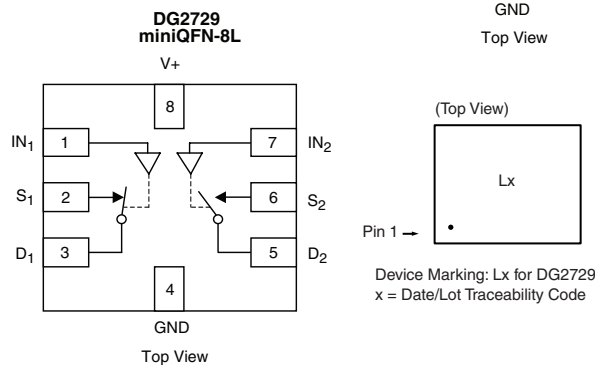 DG2729
miniQFN-8L
V+
8
IN1 1 7 IN2
S1 2 6 S2
D1 3 5 D2
4
GND
Top View
GND
Top View
(Top View)
Lx
Pin 1
Device Marking: Lx for DG2729
x = Date/Lot Traceability Code